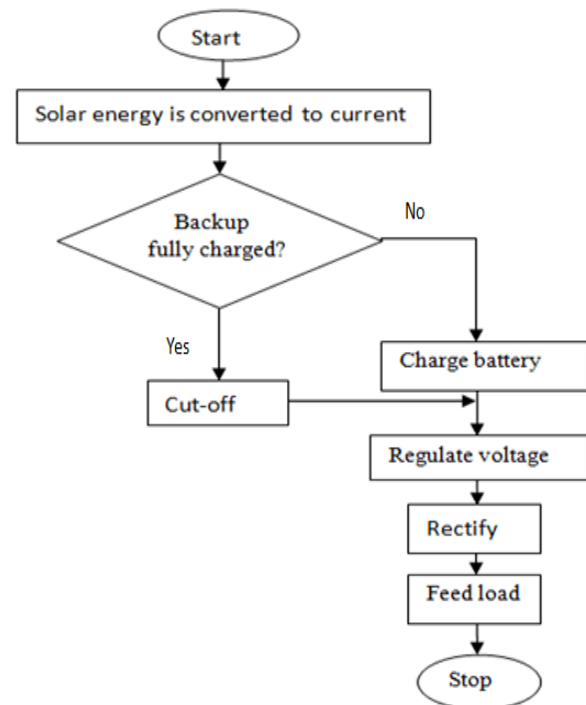 Start
Solar energy is converted to current
Backup
fully charged?
No
Yes
Charge battery
Cut-off
Regulate voltage
Rectify
Feed load
Stop